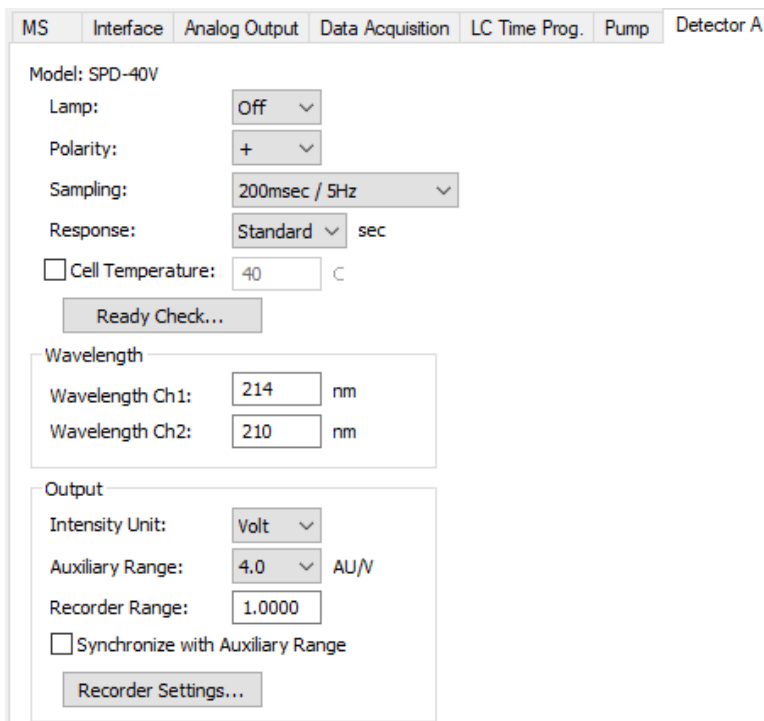 MS Interface Analog Output Data Acquisition LC Time Prog. Pump Detector A
Model: SPD-40V
Lamp: Off
Polarity: +
Sampling: 200msec / 5Hz
Response: Standard sec
Cell Temperature: 40 C
Ready Check...
Wavelength
Wavelength Ch1: 214 nm
Wavelength Ch2: 210 nm
Output
Intensity Unit: Volt
Auxiliary Range: 4.0 AU/V
Recorder Range: 1.0000
Synchronize with Auxiliary Range
Recorder Settings...